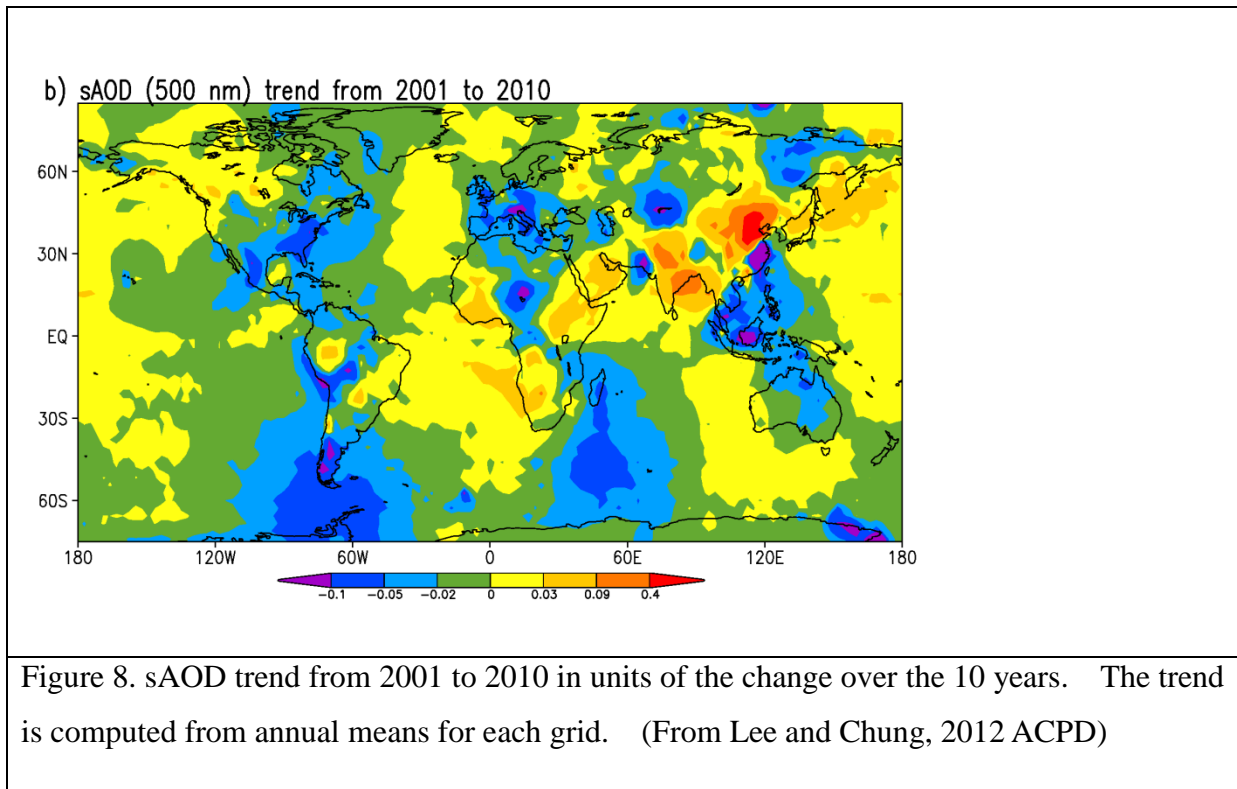 b) sAOD (500 nm) trend from 2001 to 2010
60N
30N
EQ
30S
60S
180 120W 60W 0 60E 120E 180
−0.1 −0.05 −0.02 0 0.03 0.09 0.4
Figure 8. sAOD trend from 2001 to 2010 in units of the change over the 10 years. The trend
is computed from annual means for each grid. (From Lee and Chung, 2012 ACPD)